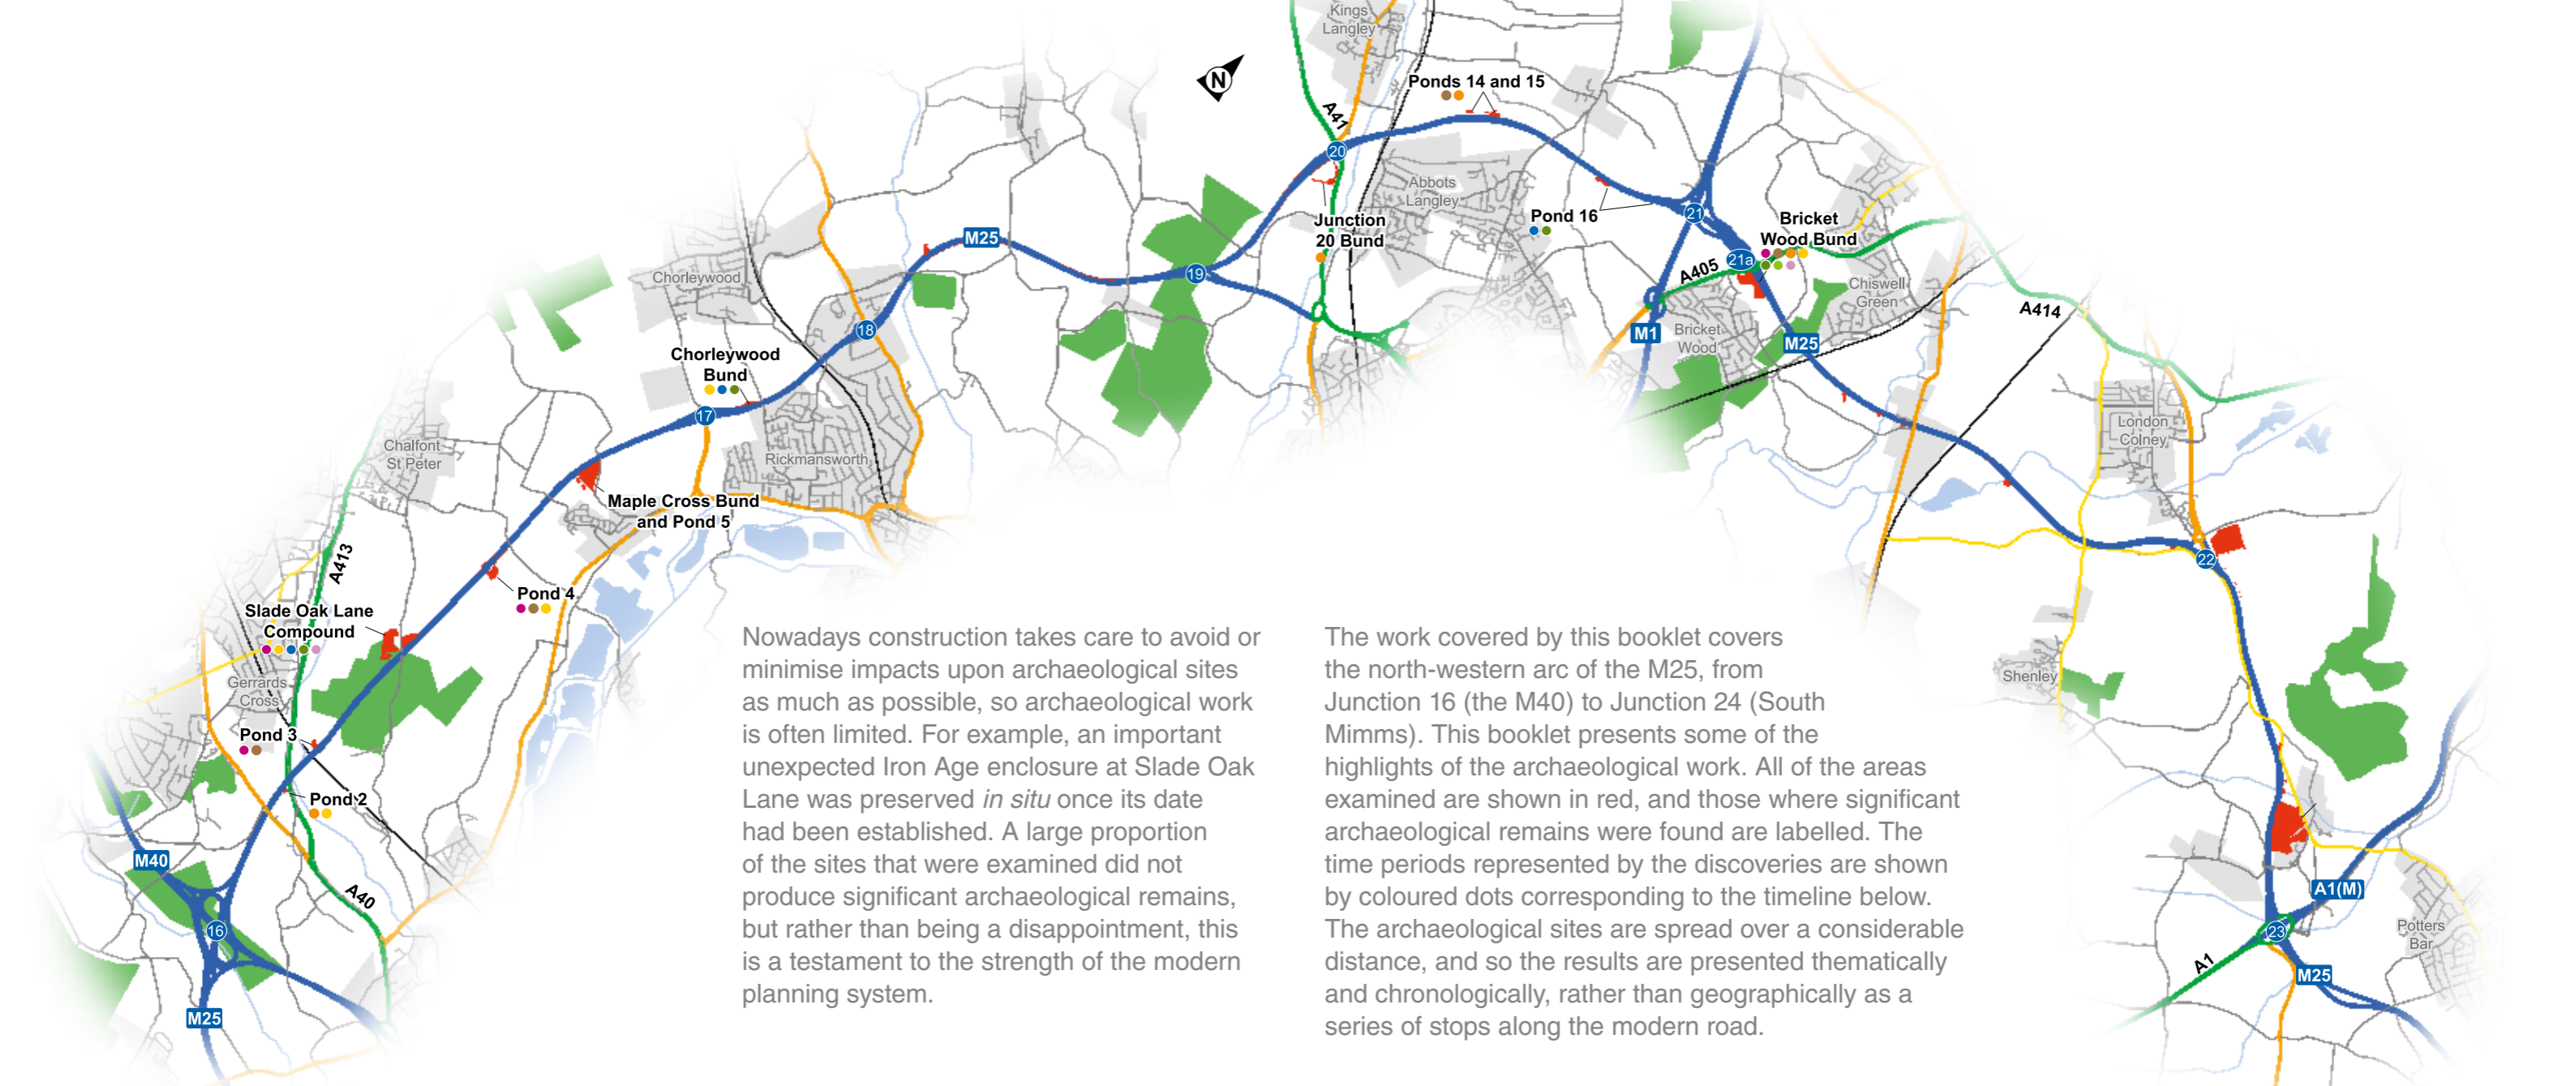 Kings
Langley
N
Ponds 14 and 15
A41
20
Abbots
Langley
Junction
20 Bund
Pond 16
21
Bricket
Wood Bund
21a
A405
Chiswell
Green
M1
Bricket
Wood
M25
A414
London
Colney
22
Shenley
A1(M)
23
A1
M25
Potters
Bar
M25
19
Chorleywood
18
Chorleywood
Bund
17
Rickmansworth
Chalfont
St Peter
Maple Cross Bund
and Pond 5
A413
Pond 4
Slade Oak Lane
Compound
Gerrards
Cross
Pond 3
Pond 2
M40
A40
16
M25
Nowadays construction takes care to avoid or
minimise impacts upon archaeological sites
as much as possible, so archaeological work
is often limited. For example, an important
unexpected Iron Age enclosure at Slade Oak
Lane was preserved in situ once its date
had been established. A large proportion
of the sites that were examined did not
produce significant archaeological remains,
but rather than being a disappointment, this
is a testament to the strength of the modern
planning system.
The work covered by this booklet covers
the north-western arc of the M25, from
Junction 16 (the M40) to Junction 24 (South
Mimms). This booklet presents some of the
highlights of the archaeological work. All of the areas
examined are shown in red, and those where significant
archaeological remains were found are labelled. The
time periods represented by the discoveries are shown
by coloured dots corresponding to the timeline below.
The archaeological sites are spread over a considerable
distance, and so the results are presented thematically
and chronologically, rather than geographically as a
series of stops along the modern road.